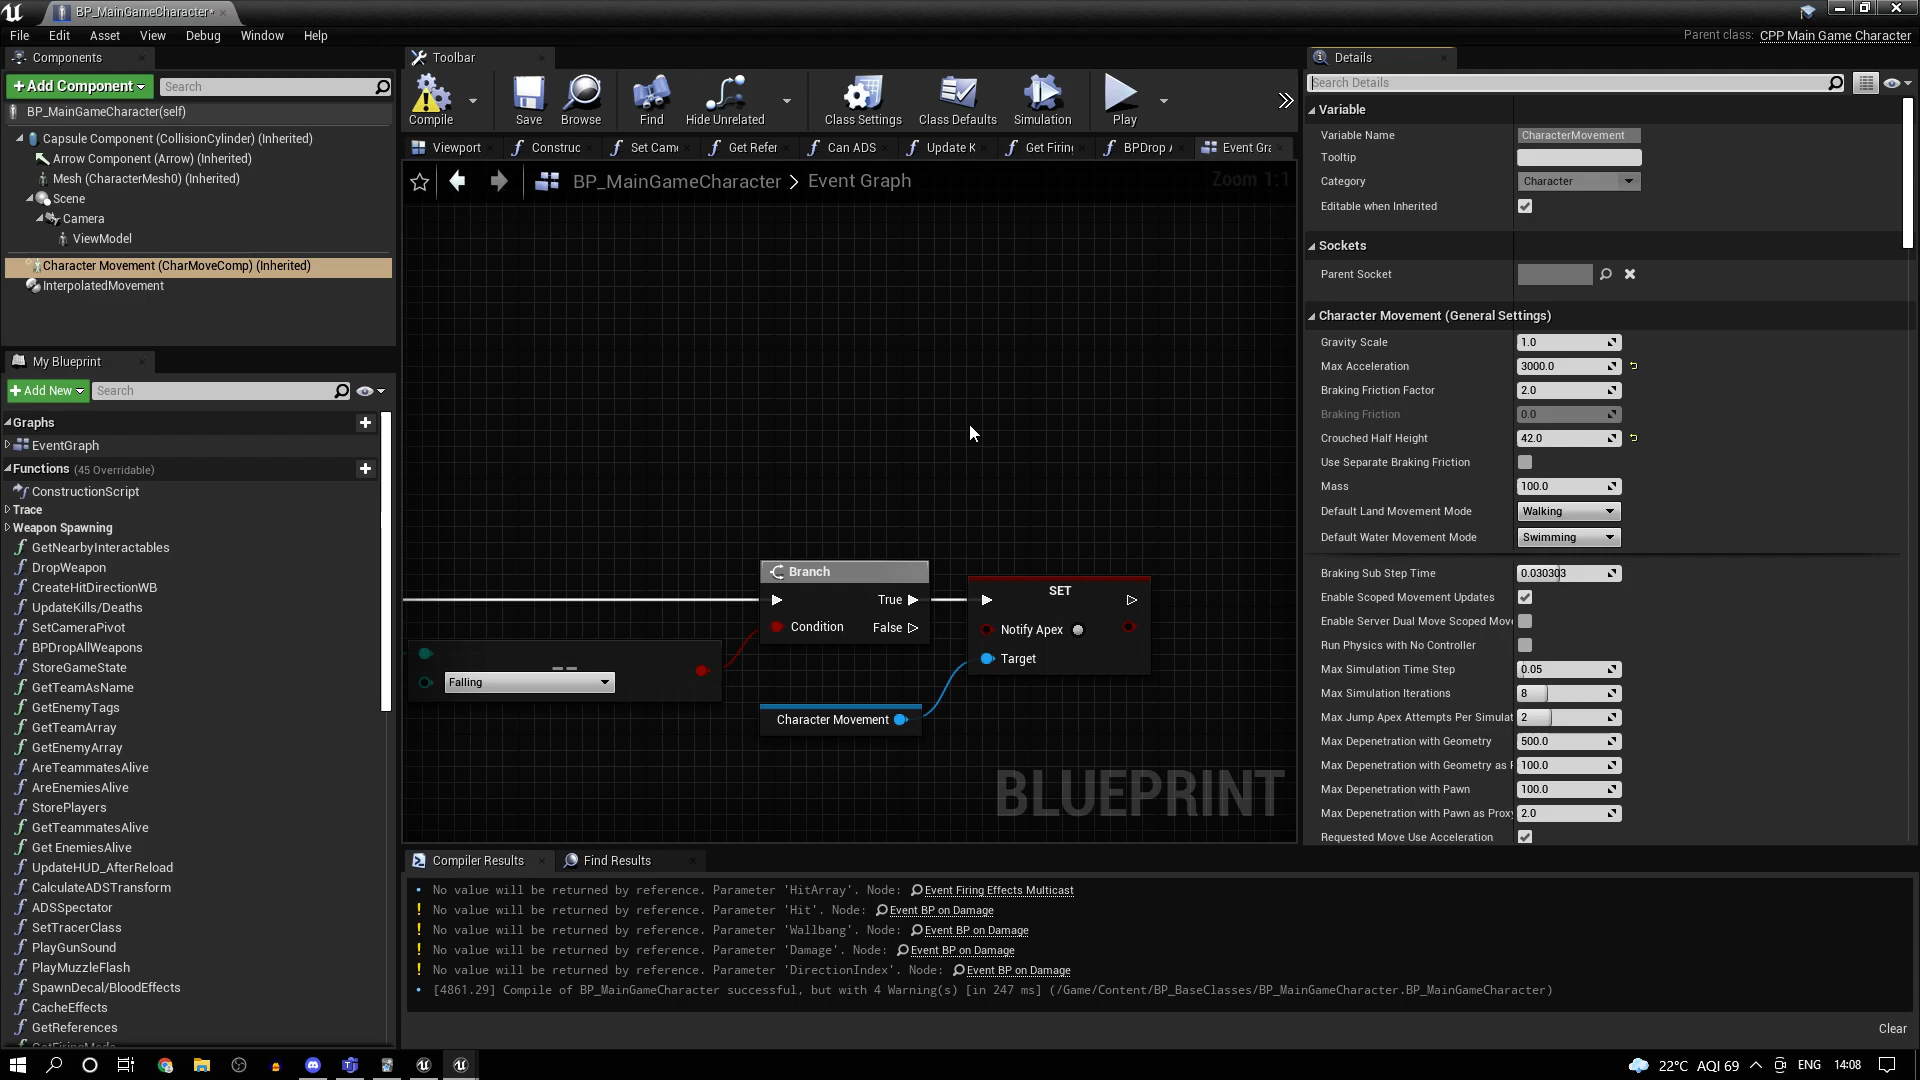 BP_MainGameCharacter*
File Edit Asset View Debug Window Help
Parent class: CPP Main Game Character
Components
+Add Component
Search
BP_MainGameCharacter(self)
Capsule Component (CollisionCylinder) (Inherited)
Arrow Component (Arrow) (Inherited)
Mesh (CharacterMesh0) (Inherited)
Scene
Camera
ViewModel
Character Movement (CharMoveComp) (Inherited)
InterpolatedMovement
My Blueprint
+Add New
Search
Graphs
EventGraph
Functions (45 Overridable)
ConstructionScript
Trace
Weapon Spawning
GetNearbyInteractables
DropWeapon
CreateHitDirectionWB
UpdateKills/Deaths
SetCameraPivot
BPDropAllWeapons
StoreGameState
GetTeamAsName
GetEnemyTags
GetTeamArray
GetEnemyArray
AreTeammatesAlive
AreEnemiesAlive
StorePlayers
GetTeammatesAlive
Get EnemiesAlive
UpdateHUD_AfterReload
CalculateADSTransform
ADSSpectator
SetTracerClass
PlayGunSound
PlayMuzzleFlash
SpawnDecal/BloodEffects
CacheEffects
GetReferences
Toolbar
Compile Save Browse Find Hide Unrelated Class Settings Class Defaults Simulation Play
Viewport Construc Set Cam Get Refer Can ADS Update K Get Firing BPDrop A Event Gra
BP_MainGameCharacter > Event Graph
Zoom 1:1
Branch
True
Condition False
SET
Notify Apex
Target
==
Falling
Character Movement
BLUEPRINT
Compiler Results Find Results
No value will be returned by reference. Parameter 'HitArray'. Node: Event Firing Effects Multicast
! No value will be returned by reference. Parameter 'Hit'. Node: Event BP on Damage
! No value will be returned by reference. Parameter 'Wallbang'. Node: Event BP on Damage
! No value will be returned by reference. Parameter 'Damage'. Node: Event BP on Damage
! No value will be returned by reference. Parameter 'DirectionIndex'. Node: Event BP on Damage
[4861.29] Compile of BP_MainGameCharacter successful, but with 4 Warning(s) [in 247 ms] (/Game/Content/BP_BaseClasses/BP_MainGameCharacter.BP_MainGameCharacter)
Clear
Details
Search Details
Variable
Variable Name CharacterMovement
Tooltip
Category Character
Editable when Inherited
Sockets
Parent Socket
Character Movement (General Settings)
Gravity Scale 1.0
Max Acceleration 3000.0
Braking Friction Factor 2.0
Braking Friction 0.0
Crouched Half Height 42.0
Use Separate Braking Friction
Mass 100.0
Default Land Movement Mode Walking
Default Water Movement Mode Swimming
Braking Sub Step Time 0.030303
Enable Scoped Movement Updates
Enable Server Dual Move Scoped Mov
Run Physics with No Controller
Max Simulation Time Step 0.05
Max Simulation Iterations 8
Max Jump Apex Attempts Per Simulat 2
Max Depenetration with Geometry 500.0
Max Depenetration with Geometry as 100.0
Max Depenetration with Pawn 100.0
Max Depenetration with Pawn as Proxy 2.0
Requested Move Use Acceleration
22°C AQI 69 ENG 14:08